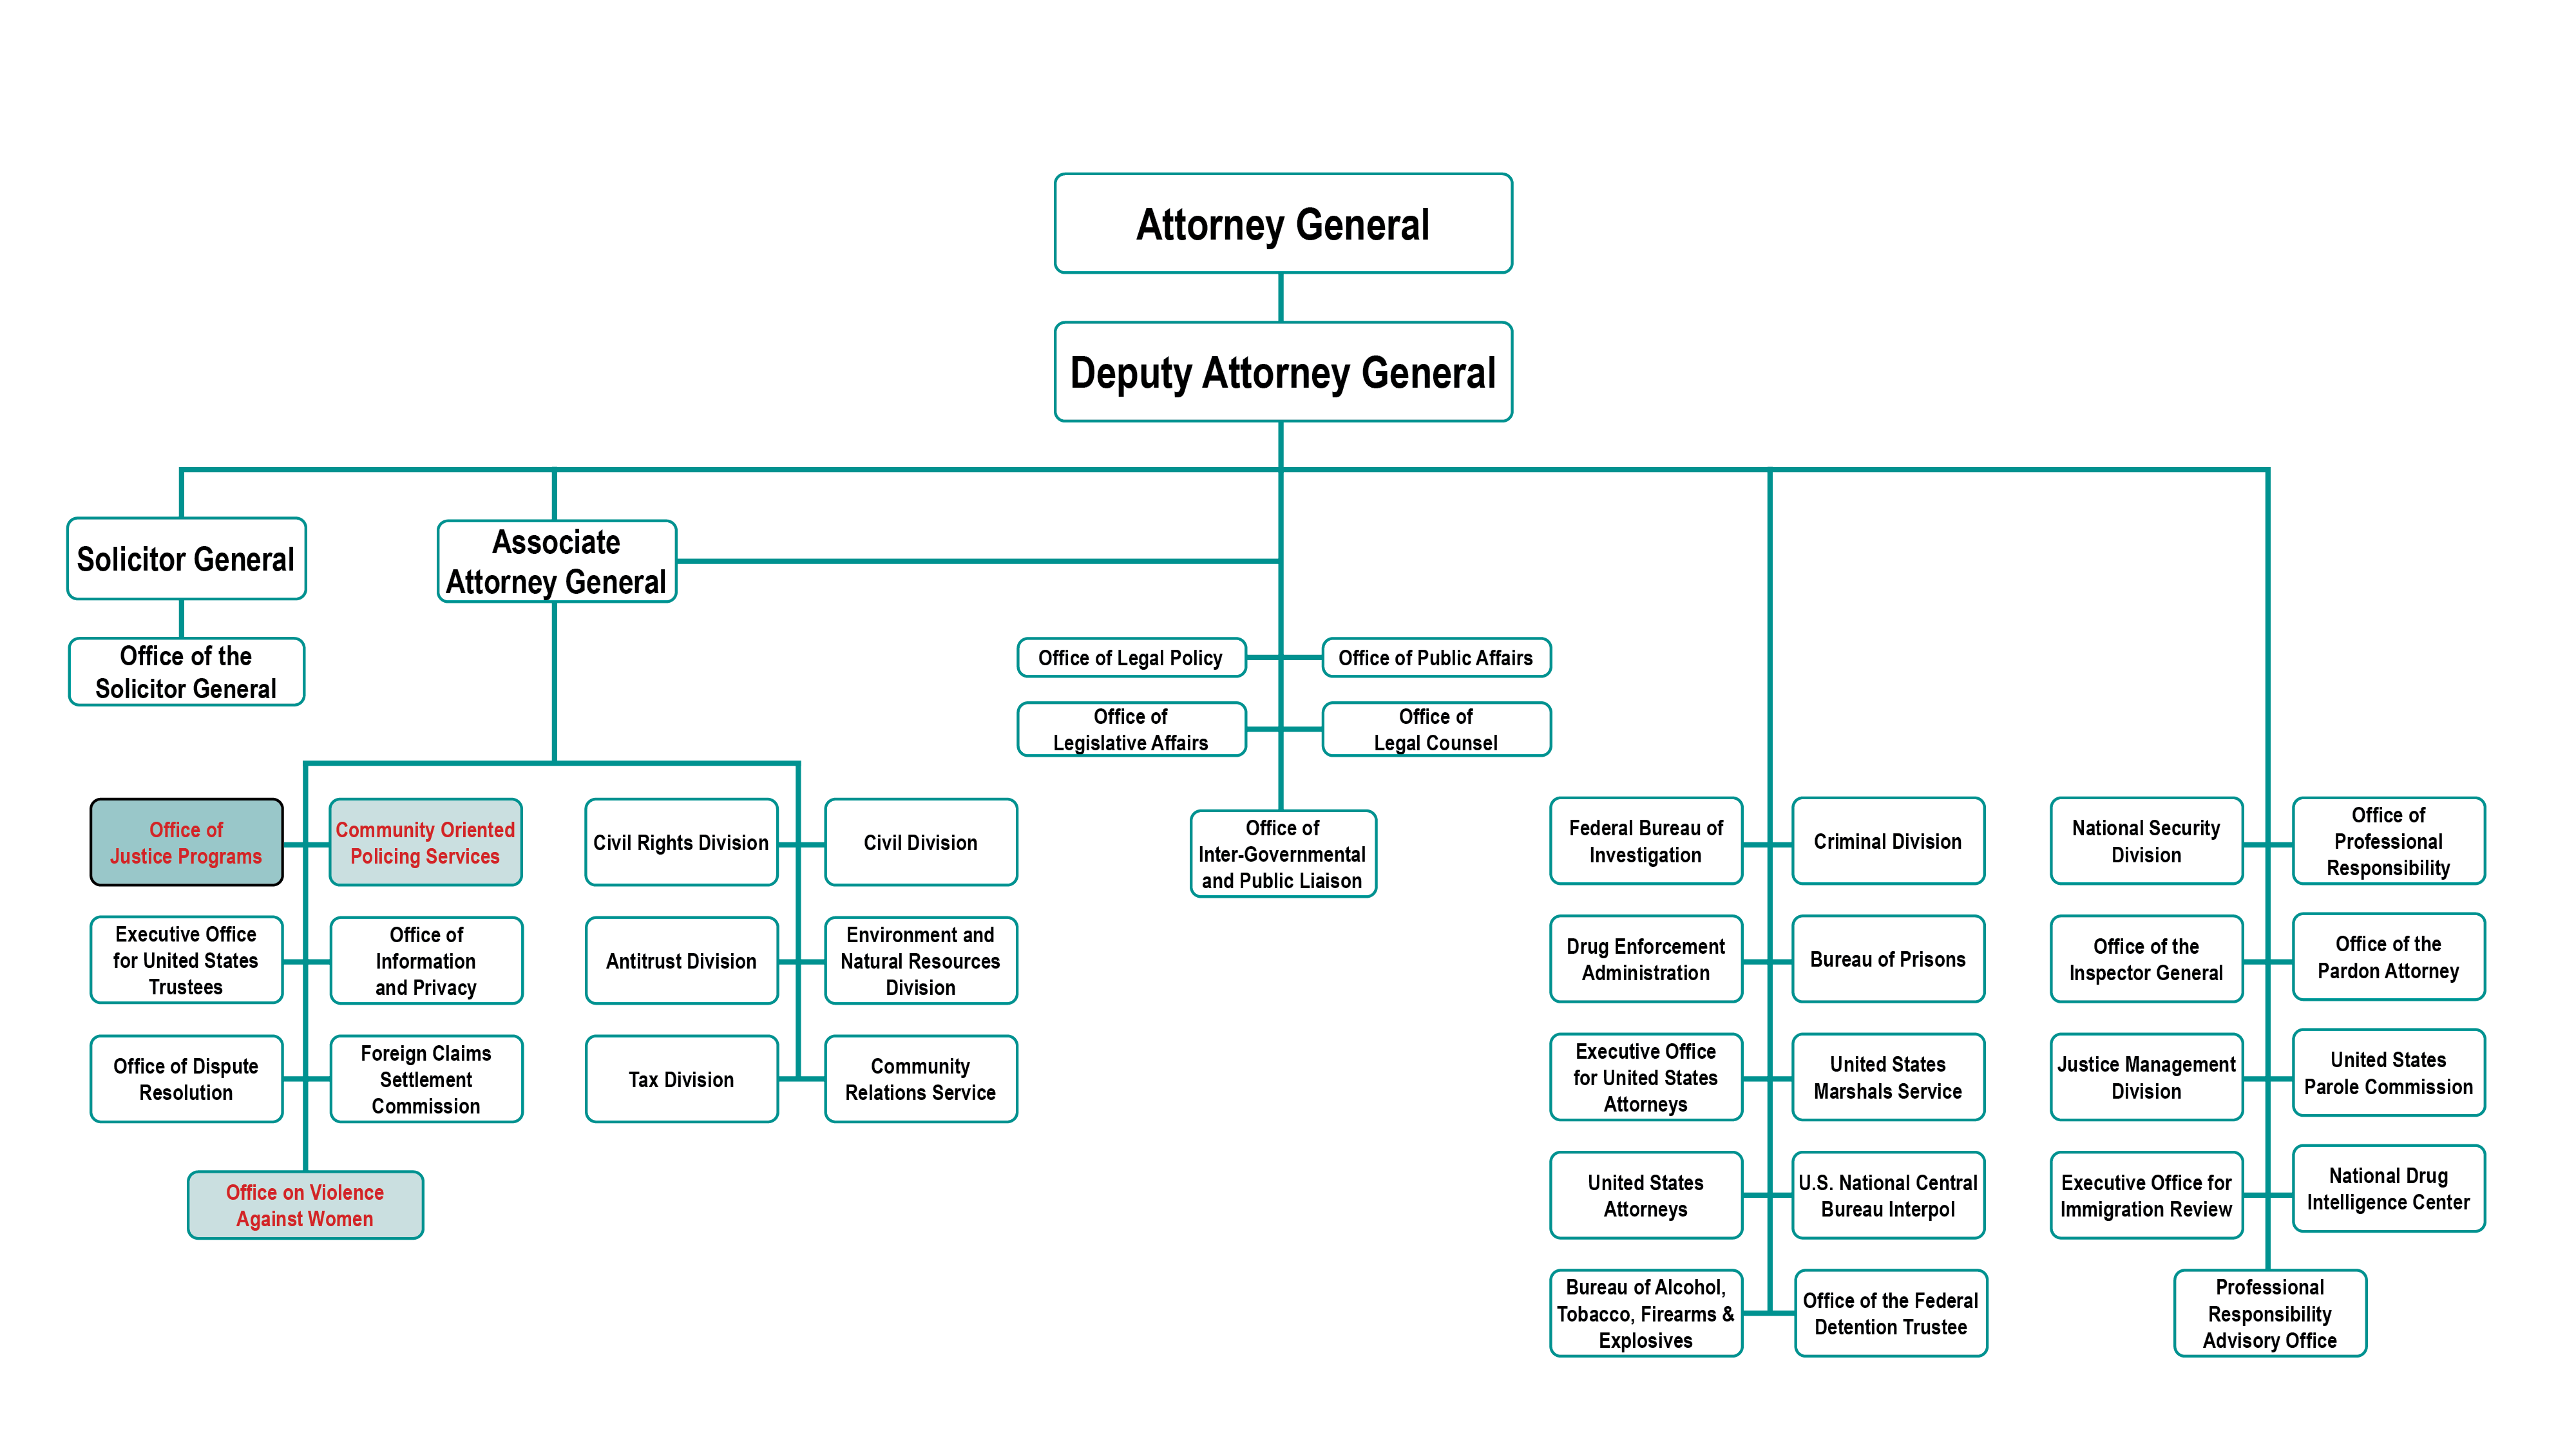 Attorney General
Deputy Attorney General
Solicitor General
Associate
Attorney General
Office of the
Solicitor General
Office of Legal Policy
Office of Public Affairs
Office of
Legislative Affairs
Office of
Legal Counsel
Office of
Inter-Governmental
and Public Liaison
Office of
Justice Programs
Community Oriented
Policing Services
Executive Office
for United States
Trustees
Office of
Information
and Privacy
Office of Dispute
Resolution
Foreign Claims
Settlement
Commission
Office on Violence
Against Women
Civil Rights Division
Civil Division
Antitrust Division
Environment and
Natural Resources
Division
Tax Division
Community
Relations Service
Federal Bureau of
Investigation
Criminal Division
Drug Enforcement
Administration
Bureau of Prisons
Executive Office
for United States
Attorneys
United States
Marshals Service
United States
Attorneys
U.S. National Central
Bureau Interpol
Bureau of Alcohol,
Tobacco, Firearms &
Explosives
Office of the Federal
Detention Trustee
National Security
Division
Office of
Professional
Responsibility
Office of the
Inspector General
Office of the
Pardon Attorney
Justice Management
Division
United States
Parole Commission
Executive Office for
Immigration Review
National Drug
Intelligence Center
Professional
Responsibility
Advisory Office